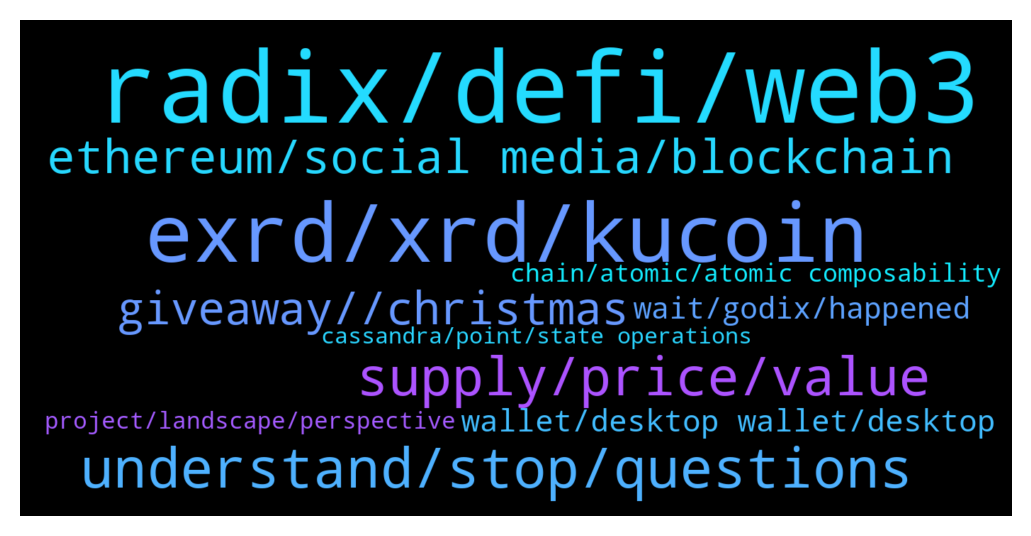 radix/defi/web3
ethereum/social media/blockchain
exrd/xrd/kucoin
chain/atomic/atomic composability
giveaway//christmas
wait/godix/happened
cassandra/point/state operations
supply/price/value
project/landscape/perspective
wallet/desktop wallet/desktop
understand/stop/questions